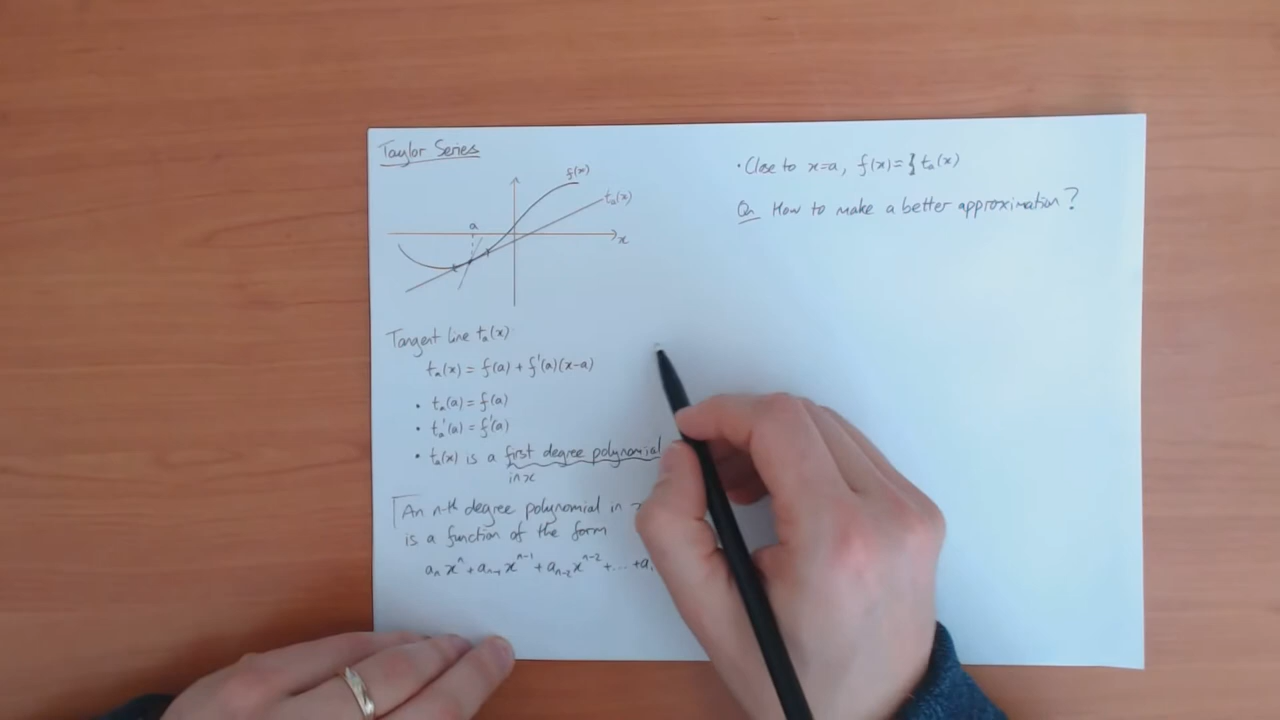 Taylor Series
f(x)
tₐ(x)
a
x
Tangent line tₐ(x)
tₐ(x) = f(a) + f'(a)(x-a)
• tₐ(a) = f(a)
• tₐ'(a) = f'(a)
• tₐ(x) is a first degree polynomial
in x
An n-th degree polynomial in
is a function of the form
aₙxⁿ + aₙ₋₁xⁿ⁻¹ + aₙ₋₂xⁿ⁻² + ... + a
• Close to x=a, f(x)≈ tₐ(x)
Qn How to make a better approximation?